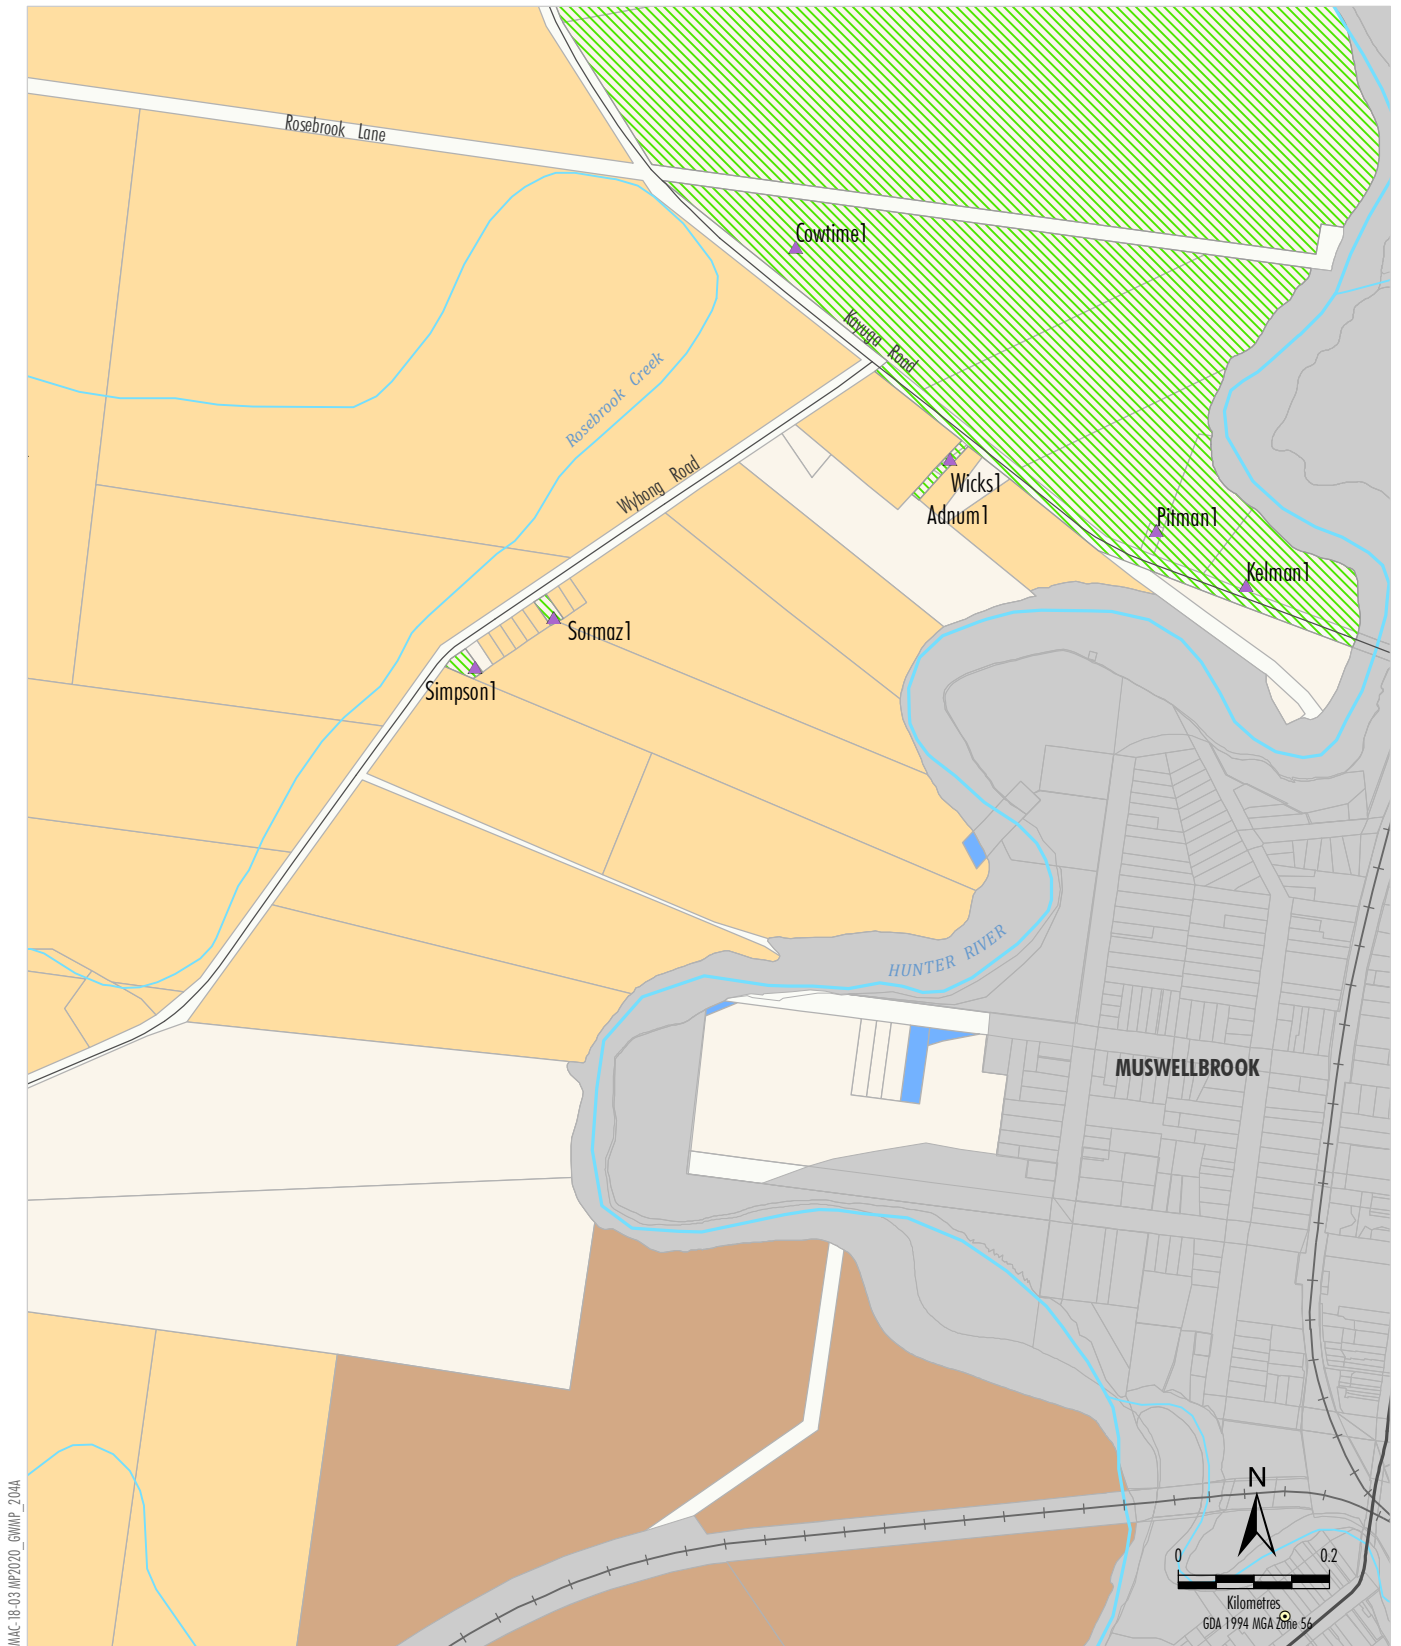 Rosebrook Lane
Cowtime1
Kayuga Road
Rosebrook Creek
Wybong Road
Wicks1
Adnum1
Pitman1
Kelman1
Sormaz1
Simpson1
HUNTER RIVER
MUSWELLBROOK
N
0 0.2
Kilometres
GDA 1994 MGA Zone 56
MAC-18-03 MP2020_GWMP_204A